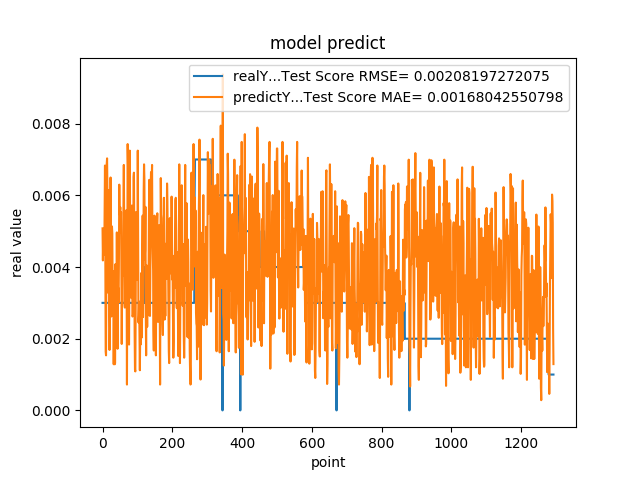 model predict
realY...Test Score RMSE= 0.00208197272075
predictY...Test Score MAE= 0.00168042550798
0.008
0.006
0.004
0.002
0.000
real value
0 200 400 600 800 1000 1200
point